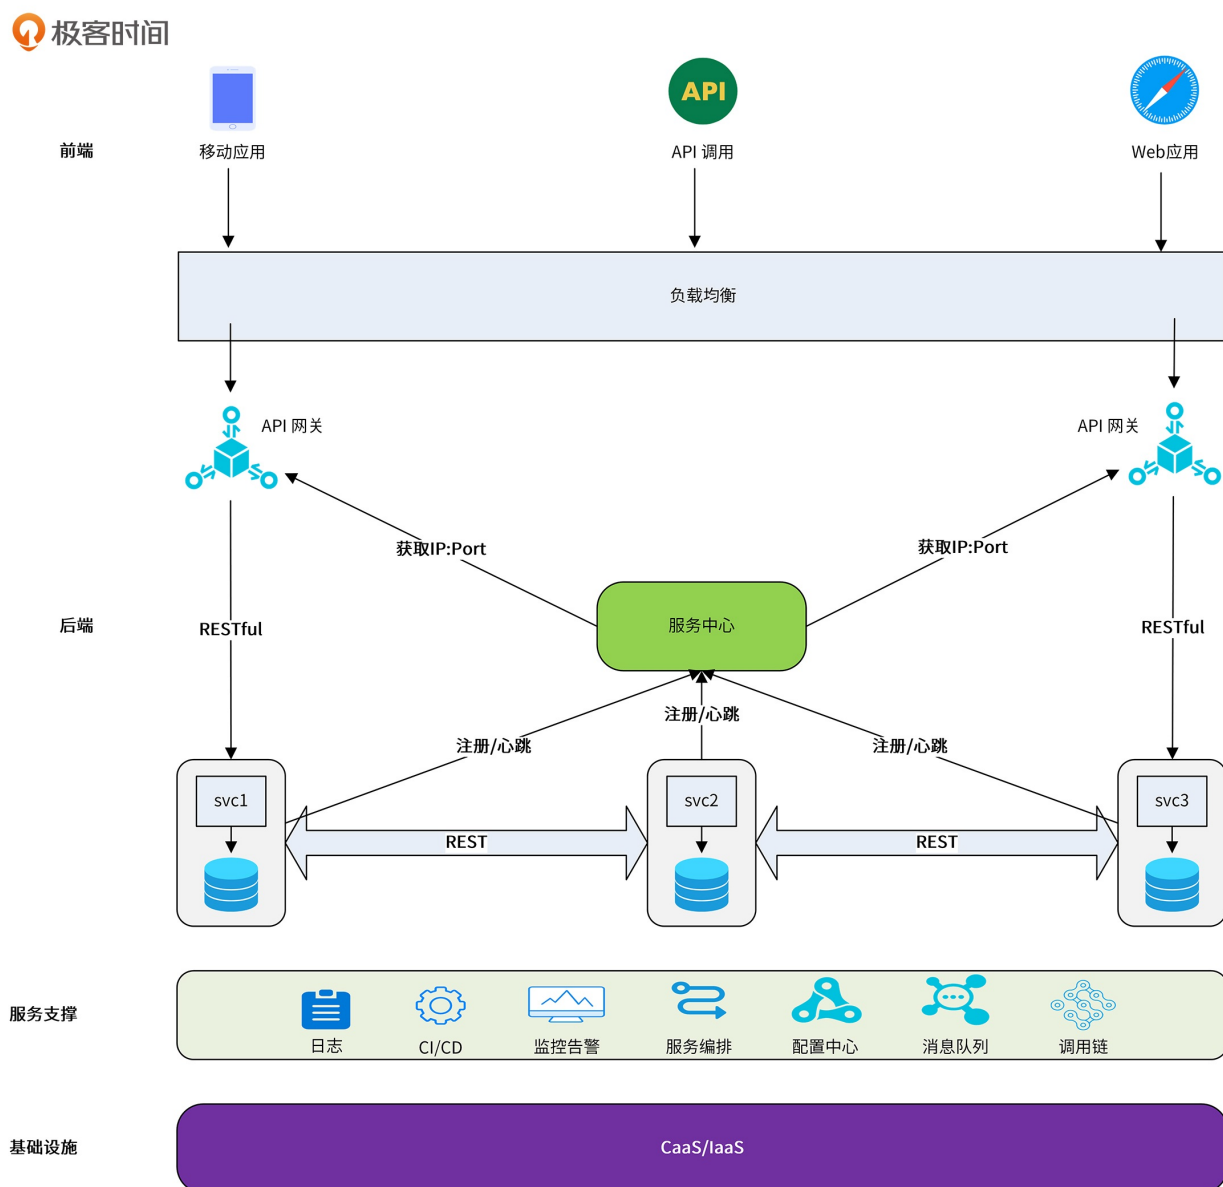 极客时间
API
前端
移动应用
API 调用
Web应用
负载均衡
API 网关
API 网关
获取IP:Port
获取IP:Port
后端
RESTful
服务中心
RESTful
注册/心跳
注册/心跳
注册/心跳
svc1
svc2
svc3
REST
REST
服务支撑
日志
CI/CD
监控告警
服务编排
配置中心
消息队列
调用链
基础设施
CaaS/IaaS